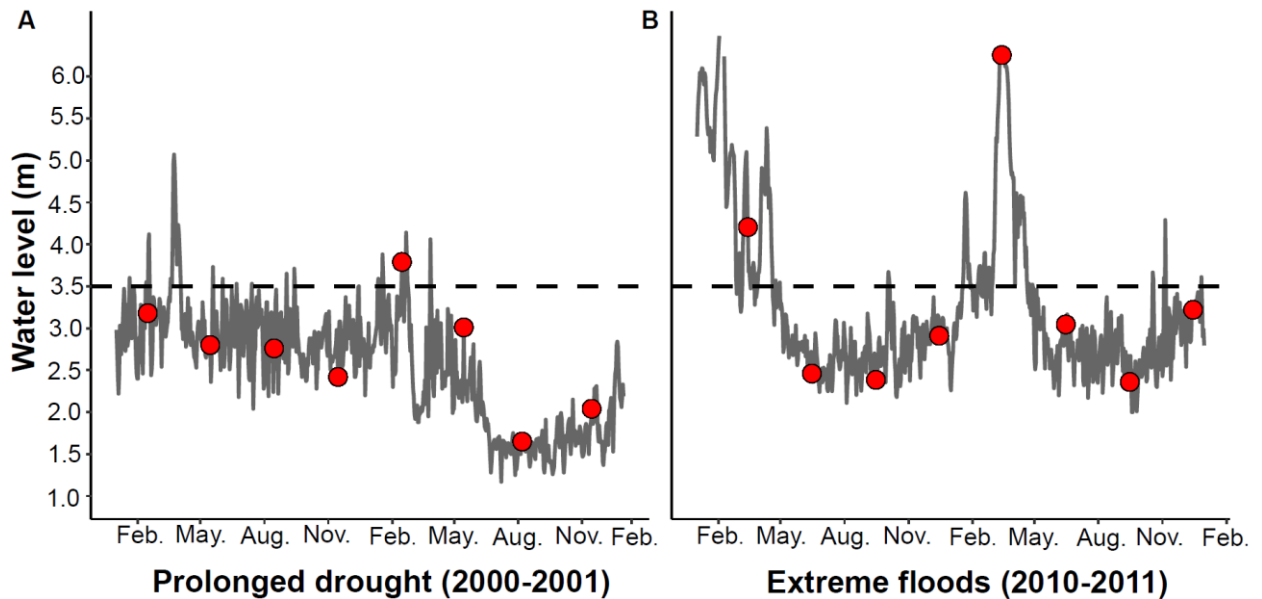 A
B
Water level (m)
6.0
5.5
5.0
4.5
4.0
3.5
3.0
2.5
2.0
1.5
1.0
Feb. May. Aug. Nov. Feb. May. Aug. Nov. Feb.
Feb. May. Aug. Nov. Feb. May. Aug. Nov. Feb.
Prolonged drought (2000-2001)
Extreme floods (2010-2011)